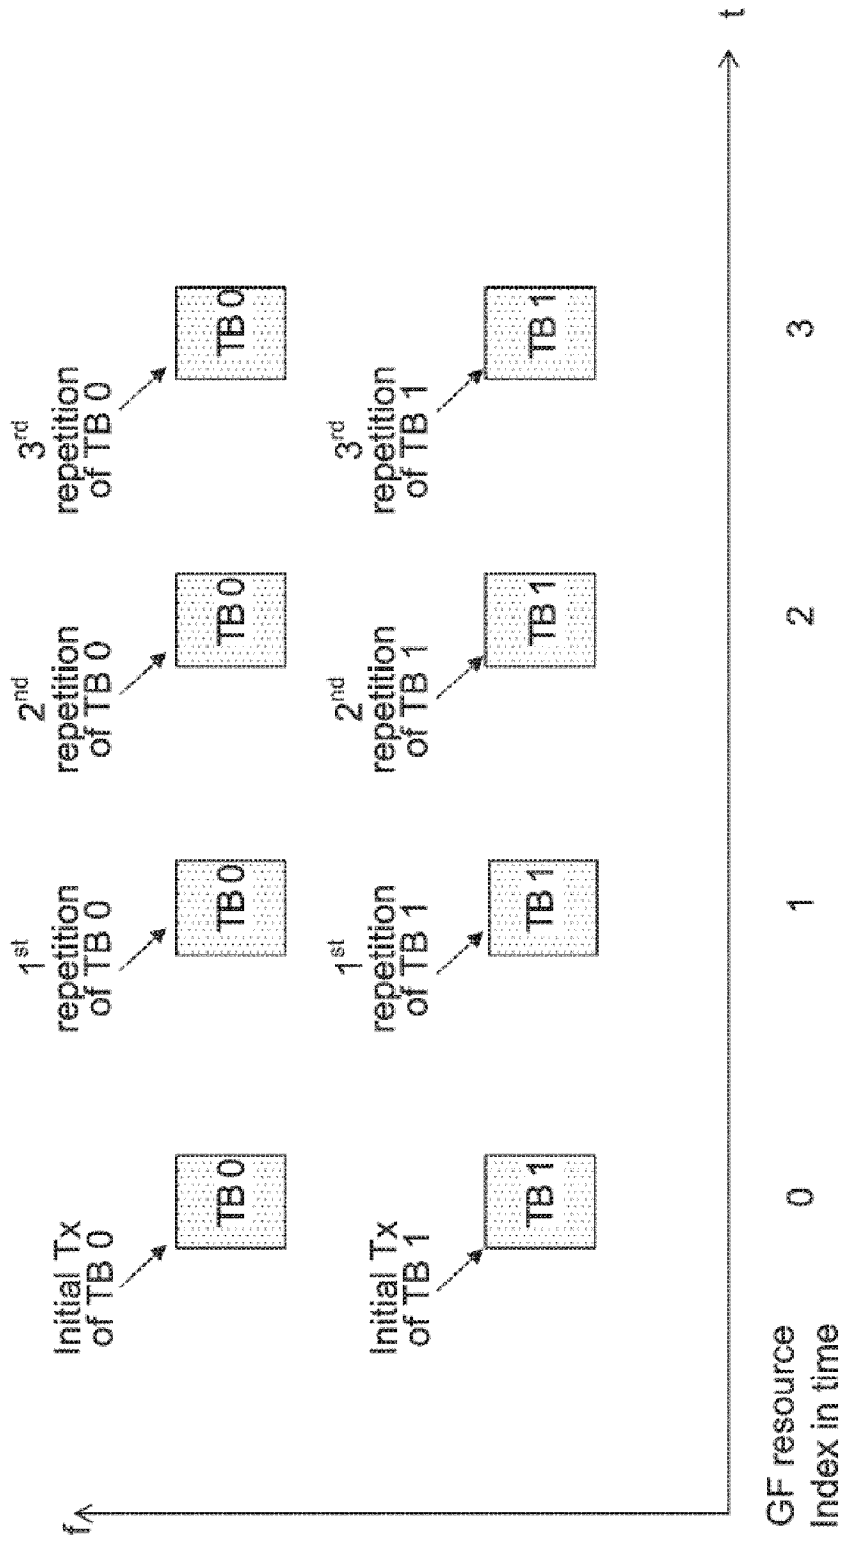 f
Initial Tx
of TB 0
1st
repetition
of TB 0
2nd
repetition
of TB 0
3rd
repetition
of TB 0
TB 0
TB 0
TB 0
TB 0
Initial Tx
of TB 1
1st
repetition
of TB 1
2nd
repetition
of TB 1
3rd
repetition
of TB 1
TB 1
TB 1
TB 1
TB 1
t
GF resource
Index in time
0
1
2
3